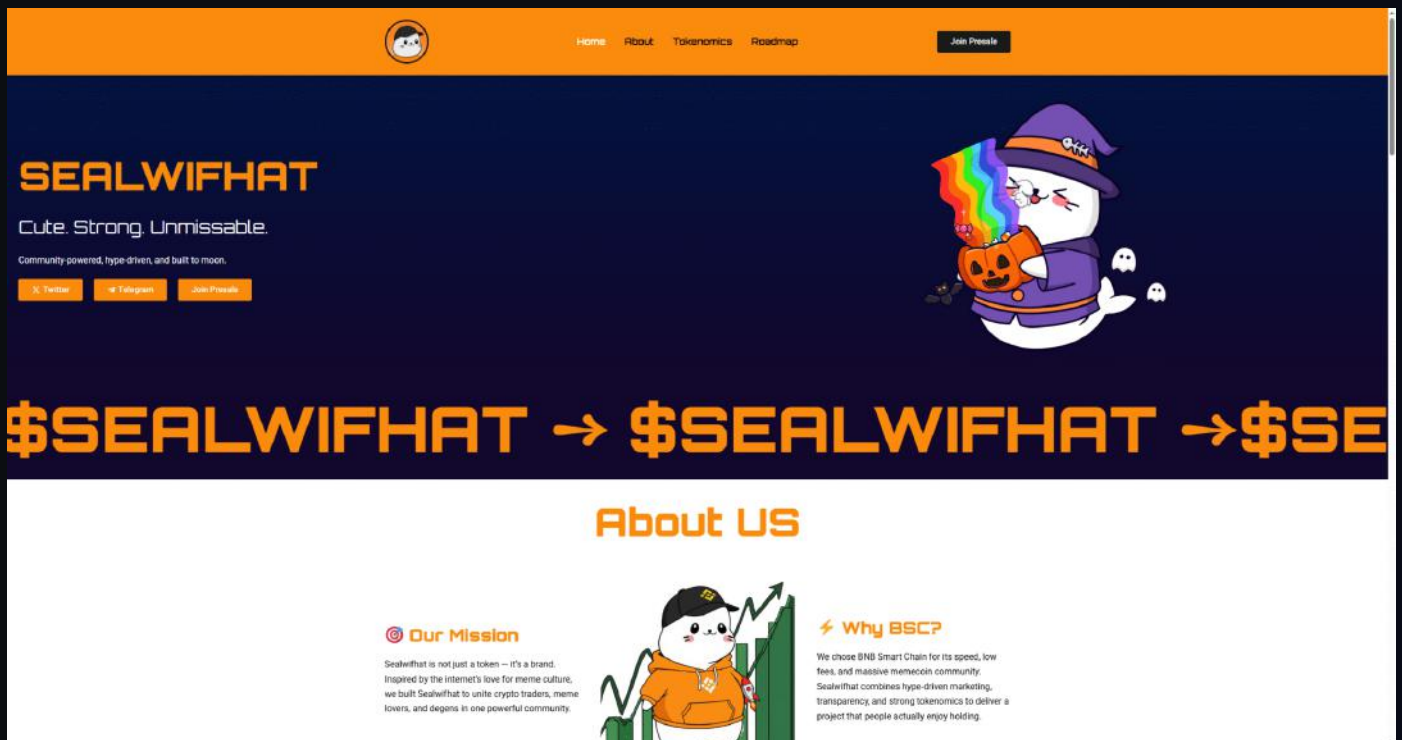 Home About Tokenomics Roadmap
Join Presale
SEALWIFHAT
Cute. Strong. Unmissable.
Community-powered, hype-driven, and built to moon.
Twitter Telegram Join Presale
$SEALWIFHAT → $SEALWIFHAT →$SE
About US
🎯 Our Mission
Sealwifhat is not just a token — it's a brand.
Inspired by the internet's love for meme culture,
we built Sealwifhat to unite crypto traders, meme
lovers, and degens in one powerful community.
⚡ Why BSC?
We chose BNB Smart Chain for its speed, low
fees, and massive memecoin community.
Sealwifhat combines hype-driven marketing,
transparency, and strong tokenomics to deliver a
project that people actually enjoy holding.